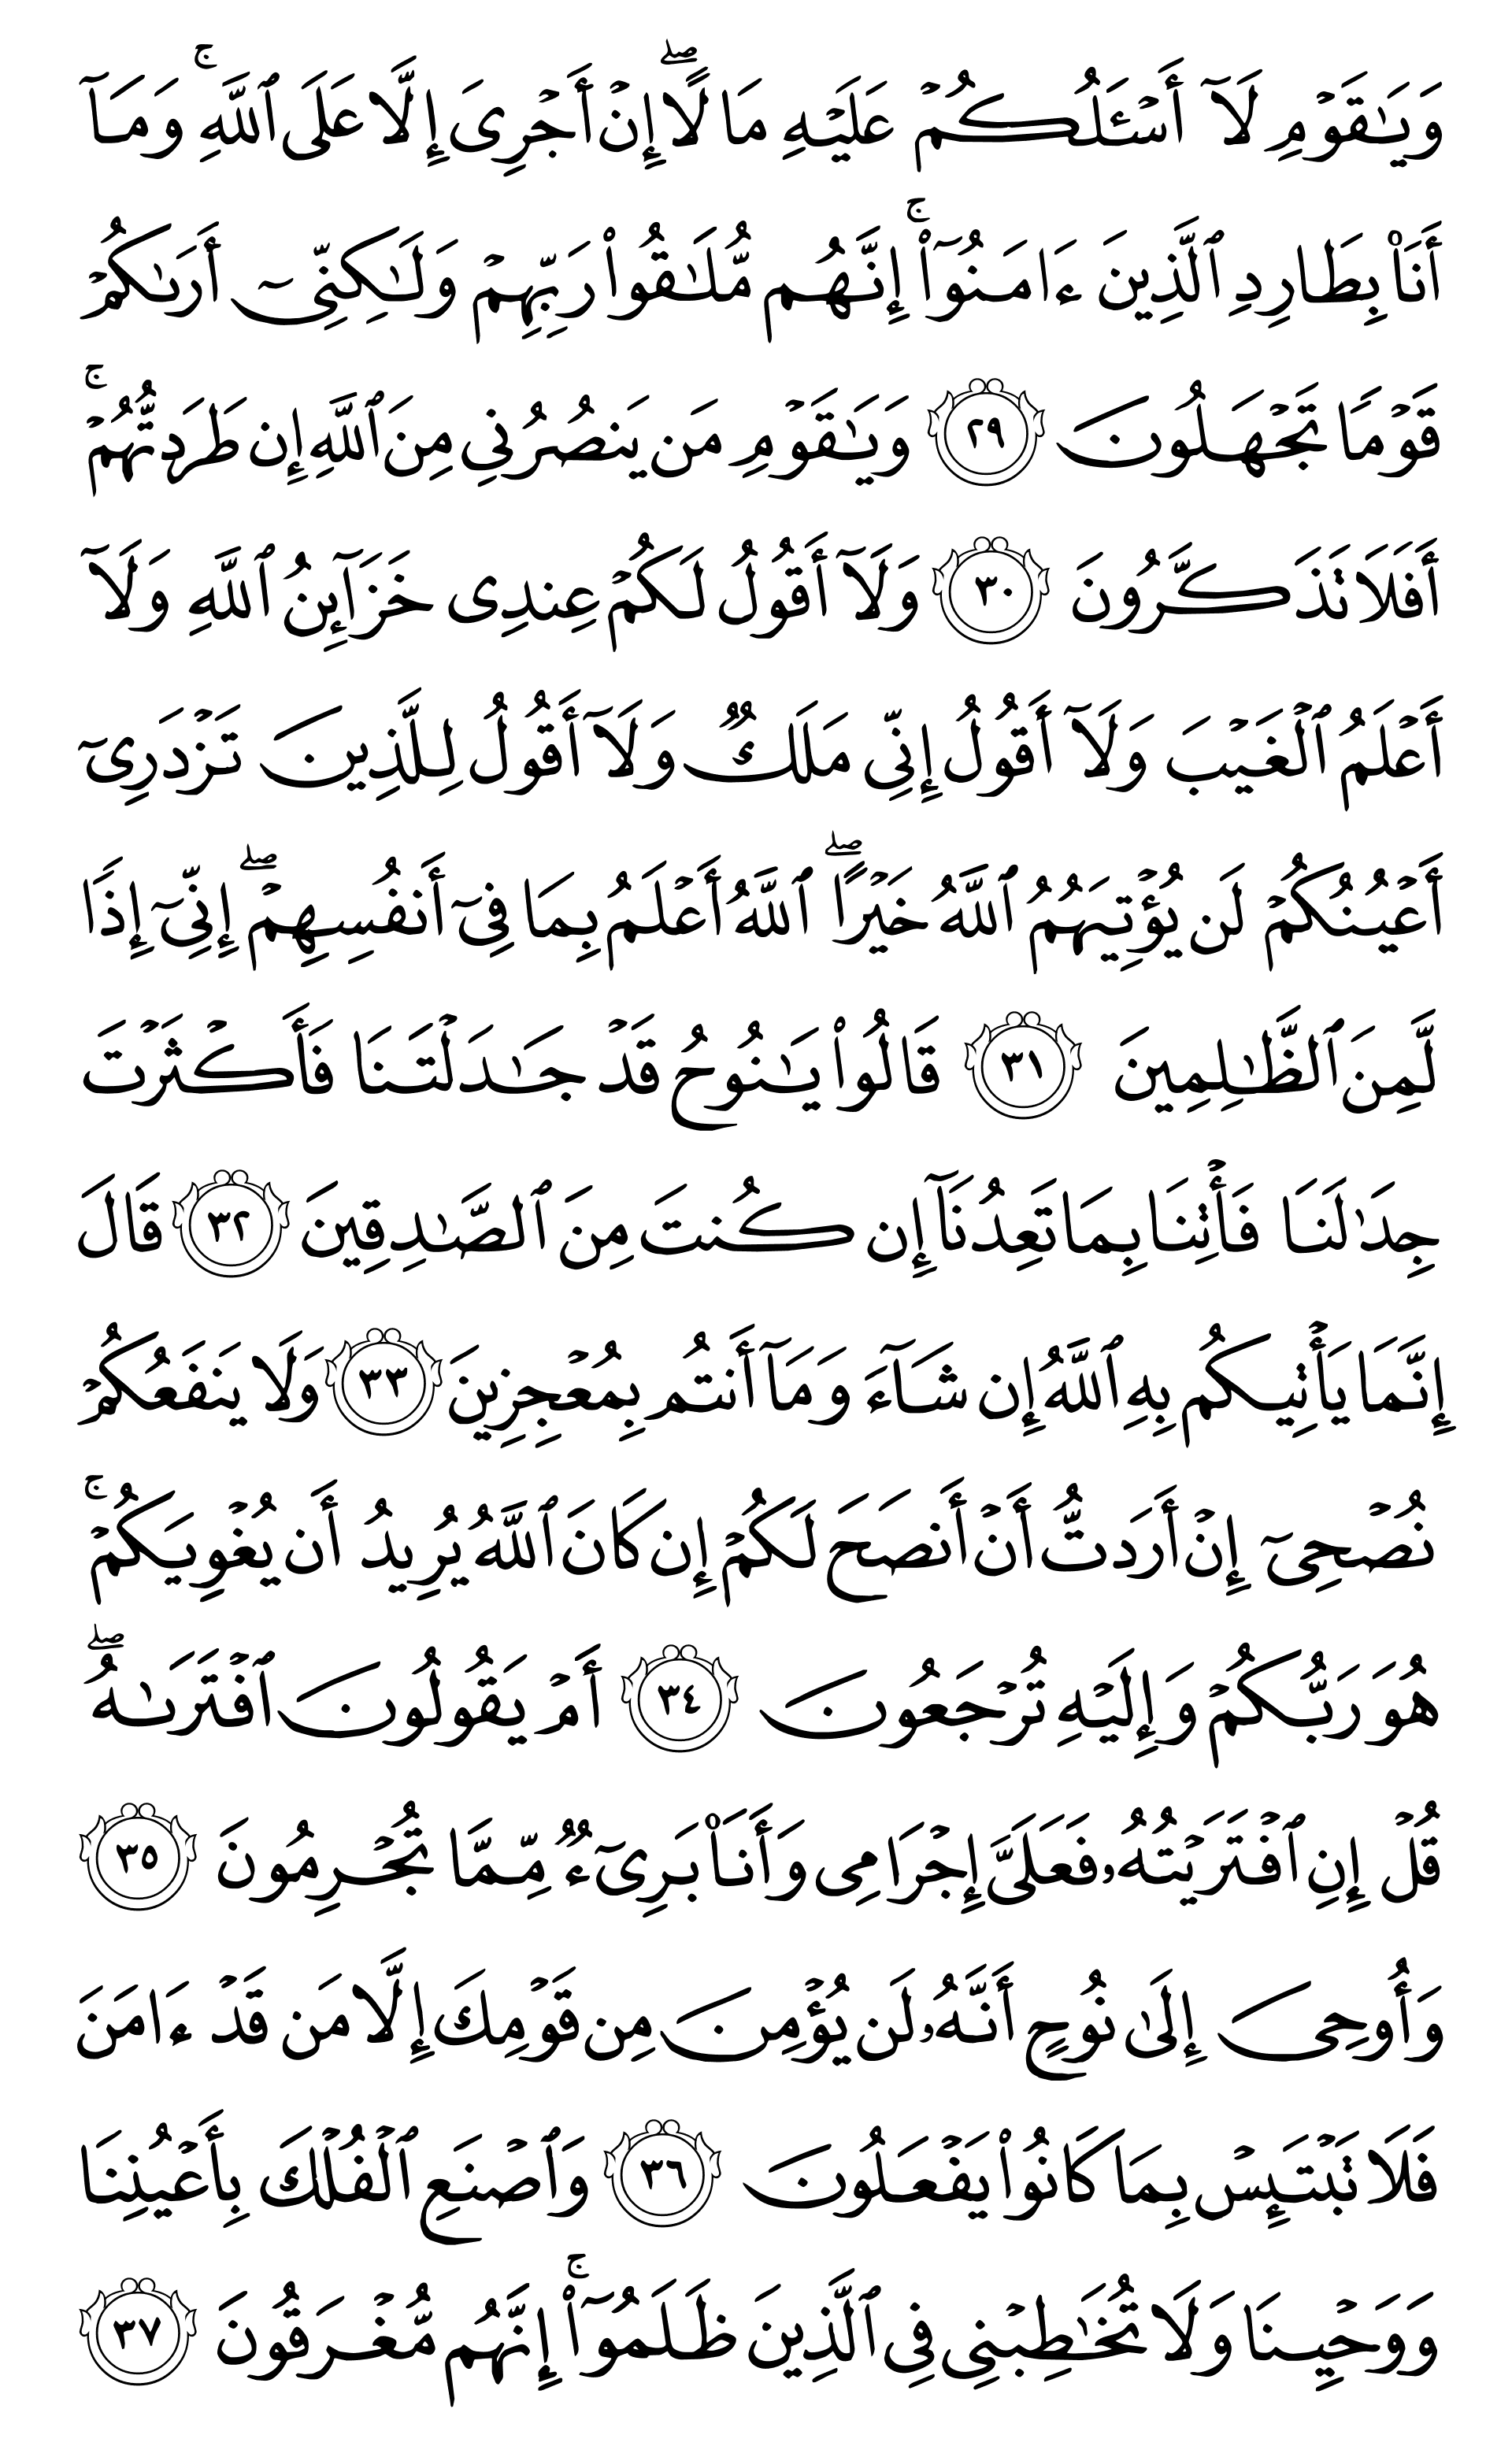 وَيَٰقَوْمِ لَآ أَسْـَٔلُكُمْ عَلَيْهِ مَالًا ۖ إِنْ أَجْرِىَ إِلَّا عَلَى ٱللَّهِ ۚ وَمَآ
أَنَا۠ بِطَارِدِ ٱلَّذِينَ ءَامَنُوٓا۟ ۚ إِنَّهُم مُّلَٰقُوا۟ رَبِّهِمْ وَلَٰكِنِّىٓ أَرَىٰكُمْ
قَوْمًا تَجْهَلُونَ ٢٩ وَيَٰقَوْمِ مَن يَنصُرُنِى مِنَ ٱللَّهِ إِن طَرَدتُّهُمْ ۚ
أَفَلَا تَذَكَّرُونَ ٣٠ وَلَآ أَقُولُ لَكُمْ عِندِى خَزَآئِنُ ٱللَّهِ وَلَآ
أَعْلَمُ ٱلْغَيْبَ وَلَآ أَقُولُ إِنِّى مَلَكٌ وَلَآ أَقُولُ لِلَّذِينَ تَزْدَرِىٓ
أَعْيُنُكُمْ لَن يُؤْتِيَهُمُ ٱللَّهُ خَيْرًا ۖ ٱللَّهُ أَعْلَمُ بِمَا فِىٓ أَنفُسِهِمْ ۖ إِنِّىٓ إِذًا
لَّمِنَ ٱلظَّٰلِمِينَ ٣١ قَالُوا۟ يَٰنُوحُ قَدْ جَٰدَلْتَنَا فَأَكْثَرْتَ
جِدَٰلَنَا فَأْتِنَا بِمَا تَعِدُنَآ إِن كُنتَ مِنَ ٱلصَّٰدِقِينَ ٣٢ قَالَ
إِنَّمَا يَأْتِيكُم بِهِ ٱللَّهُ إِن شَآءَ وَمَآ أَنتُم بِمُعْجِزِينَ ٣٣ وَلَا يَنفَعُكُمْ
نُصْحِىٓ إِنْ أَرَدتُّ أَنْ أَنصَحَ لَكُمْ إِن كَانَ ٱللَّهُ يُرِيدُ أَن يُغْوِيَكُمْ ۚ
هُوَ رَبُّكُمْ وَإِلَيْهِ تُرْجَعُونَ ٣٤ أَمْ يَقُولُونَ ٱفْتَرَىٰهُ ۖ
قُلْ إِنِ ٱفْتَرَيْتُهُۥ فَعَلَىَّ إِجْرَامِى وَأَنَا۠ بَرِىٓءٌ مِّمَّا تُجْرِمُونَ ٣٥
وَأُوحِىَ إِلَىٰ نُوحٍ أَنَّهُۥ لَن يُؤْمِنَ مِن قَوْمِكَ إِلَّا مَن قَدْ ءَامَنَ
فَلَا تَبْتَئِسْ بِمَا كَانُوا۟ يَفْعَلُونَ ٣٦ وَٱصْنَعِ ٱلْفُلْكَ بِأَعْيُنِنَا
وَوَحْيِنَا وَلَا تُخَٰطِبْنِى فِى ٱلَّذِينَ ظَلَمُوٓا۟ ۚ إِنَّهُم مُّغْرَقُونَ ٣٧